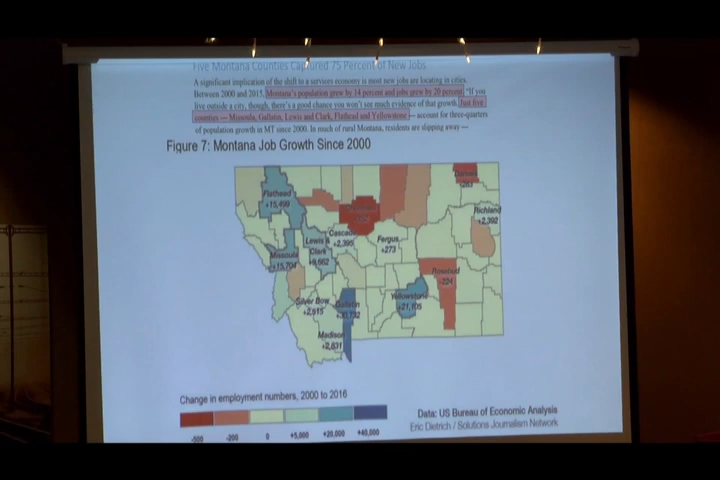 Five Montana Counties Captured 75 Percent of New Jobs
A significant implication of the shift to a services economy is most new jobs are locating in cities.
Between 2000 and 2015, Montana's population grew by 14 percent and jobs grew by 20 percent. "If you
live outside a city, though, there's a good chance you won't see much evidence of that growth. Just five
counties — Missoula, Gallatin, Lewis and Clark, Flathead and Yellowstone — account for three-quarters
of population growth in MT since 2000. In much of rural Montana, residents are slipping away —
Figure 7: Montana Job Growth Since 2000
Daniels
Flathead
+15,499
Richland
+2,392
Cascade
+2,395
Fergus
+273
Lewis &
Clark
Missoula
+15,704
Rosebud
-224
Yellowstone
+21,105
Silver Bow
+2,615
Gallatin
Madison
+2,831
Change in employment numbers, 2000 to 2016
-500 -200 0 +5,000 +20,000 +40,000
Data: US Bureau of Economic Analysis
Eric Dietrich / Solutions Journalism Network